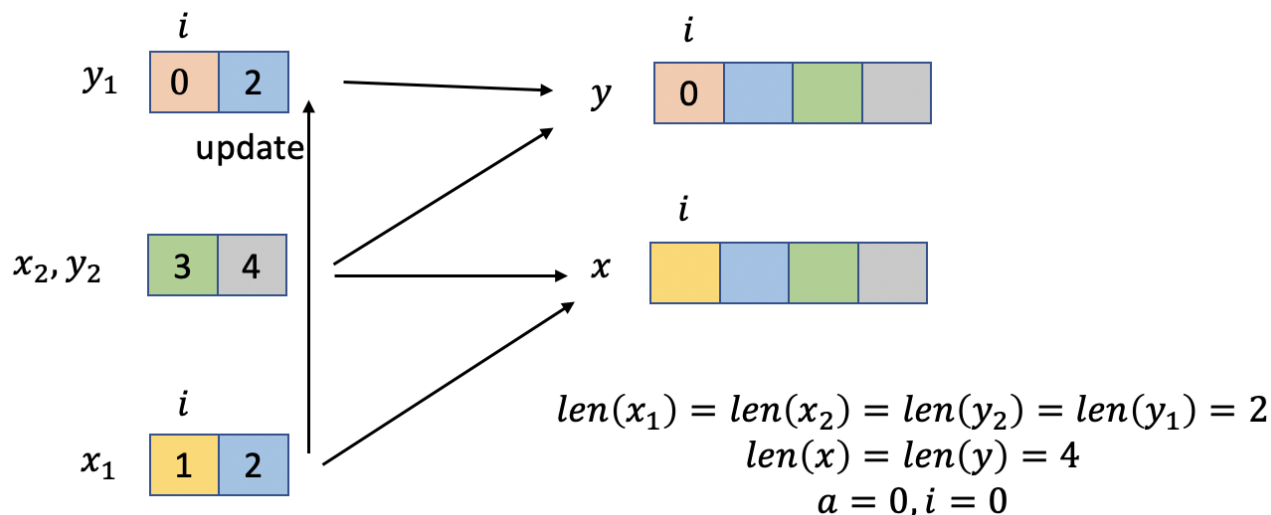 i
y₁ 0 2
update
x₂, y₂ 3 4
i
x₁ 1 2
i
y 0
i
x
len(x₁) = len(x₂) = len(y₂) = len(y₁) = 2
len(x) = len(y) = 4
a = 0, i = 0